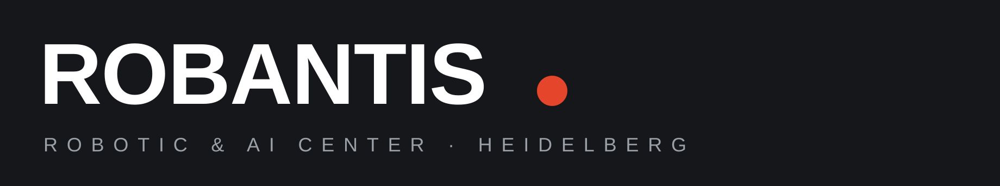 ROBANTIS
ROBOTIC & AI CENTER · HEIDELBERG